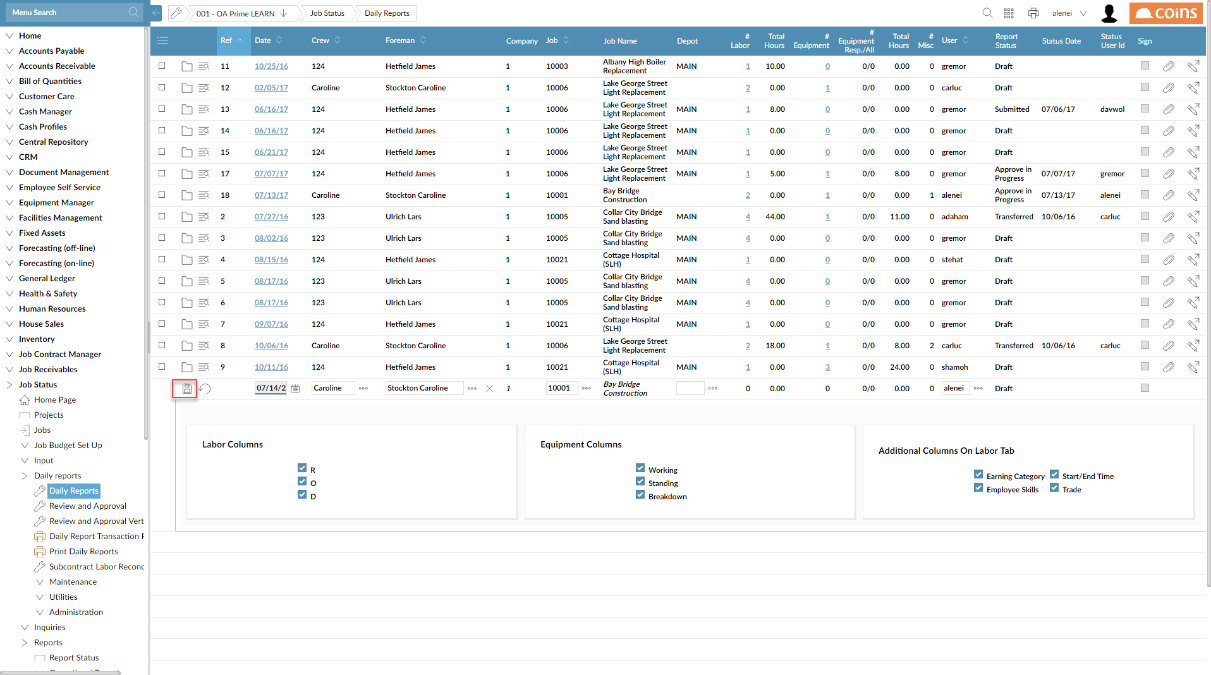 Menu Search
001 - OA Prime LEARN
Job Status
Daily Reports
alenei
coins
Home
Accounts Payable
Accounts Receivable
Bill of Quantities
Customer Care
Cash Manager
Cash Profiles
Central Repository
CRM
Document Management
Employee Self Service
Equipment Manager
Facilities Management
Fixed Assets
Forecasting (off-line)
Forecasting (on-line)
General Ledger
Health & Safety
Human Resources
House Sales
Inventory
Job Contract Manager
Job Receivables
Job Status
Home Page
Projects
Jobs
Job Budget Set Up
Input
Daily reports
Daily Reports
Review and Approval
Review and Approval Vert
Daily Report Transaction F
Print Daily Reports
Subcontract Labor Reconc
Maintenance
Utilities
Administration
Inquiries
Reports
Report Status
Ref Date Crew Foreman Company Job Job Name Depot # Labor Total Hours # Equipment # Equipment Resp./All Total Hours # Misc User Report Status Status Date Status User Id Sign
11 10/25/16 124 Hetfield James 1 10003 Albany High Boiler Replacement MAIN 1 10.00 0 0/0 0.00 0 gremor Draft
12 02/05/17 Caroline Stockton Caroline 1 10006 Lake George Street Light Replacement 2 0.00 1 0/0 0.00 0 carluc Draft
13 06/16/17 124 Hetfield James 1 10006 Lake George Street Light Replacement MAIN 1 8.00 0 0/0 0.00 0 gremor Submitted 07/06/17 davwol
14 06/16/17 124 Hetfield James 1 10006 Lake George Street Light Replacement MAIN 1 0.00 0 0/0 0.00 0 gremor Draft
15 06/21/17 124 Hetfield James 1 10006 Lake George Street Light Replacement MAIN 1 0.00 0 0/0 0.00 0 gremor Draft
17 07/07/17 124 Hetfield James 1 10006 Lake George Street Light Replacement MAIN 1 5.00 1 0/0 8.00 0 gremor Approve in Progress 07/07/17 gremor
18 07/13/17 Caroline Stockton Caroline 1 10001 Bay Bridge Construction 2 0.00 1 0/0 0.00 1 alenei Approve in Progress 07/13/17 alenei
2 07/27/16 123 Ulrich Lars 1 10005 Collar City Bridge Sand blasting MAIN 4 44.00 1 0/0 11.00 0 adaham Transferred 10/06/16 carluc
3 08/02/16 123 Ulrich Lars 1 10005 Collar City Bridge Sand blasting MAIN 4 0.00 0 0/0 0.00 0 gremor Draft
4 08/15/16 124 Hetfield James 1 10021 Cottage Hospital (SLH) MAIN 1 0.00 0 0/0 0.00 0 stehat Draft
5 08/17/16 123 Ulrich Lars 1 10005 Collar City Bridge Sand blasting MAIN 4 0.00 0 0/0 0.00 0 gremor Draft
6 08/17/16 123 Ulrich Lars 1 10005 Collar City Bridge Sand blasting MAIN 4 0.00 0 0/0 0.00 0 gremor Draft
7 09/07/16 124 Hetfield James 1 10021 Cottage Hospital (SLH) MAIN 1 0.00 0 0/0 0.00 0 gremor Draft
8 10/06/16 Caroline Stockton Caroline 1 10006 Lake George Street Light Replacement 2 18.00 1 0/0 8.00 2 carluc Transferred 10/06/16 carluc
9 10/11/16 124 Hetfield James 1 10021 Cottage Hospital (SLH) MAIN 1 0.00 3 0/0 24.00 0 shamoh Draft
07/14/2 Caroline Stockton Caroline 1 10001 Bay Bridge Construction 0 0.00 0 0/0 0.00 0 alenei Draft
Labor Columns
R
O
D
Equipment Columns
Working
Standing
Breakdown
Additional Columns On Labor Tab
Earning Category Start/End Time
Employee Skills Trade